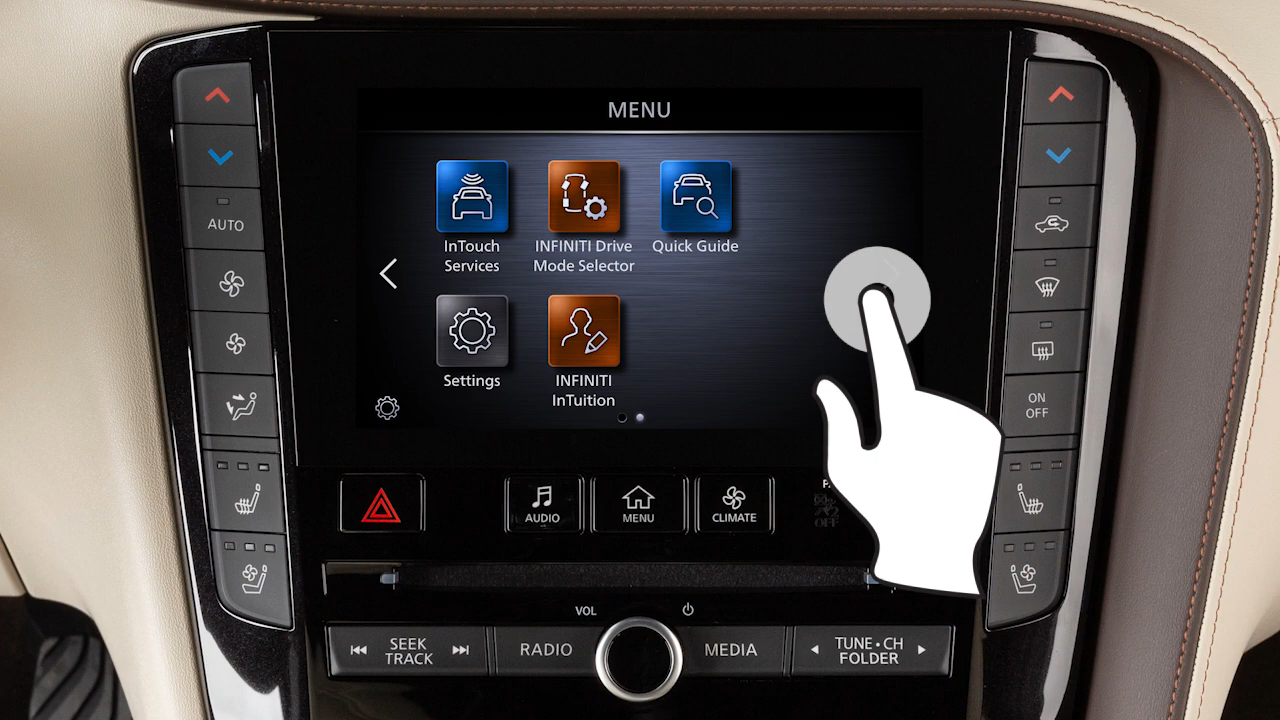 MENU
InTouch
Services
INFINITI Drive
Mode Selector
Quick Guide
Settings
INFINITI
InTuition
AUTO
ON
OFF
AUDIO
MENU
CLIMATE
OFF
VOL
SEEK
TRACK
RADIO
MEDIA
TUNE•CH
FOLDER